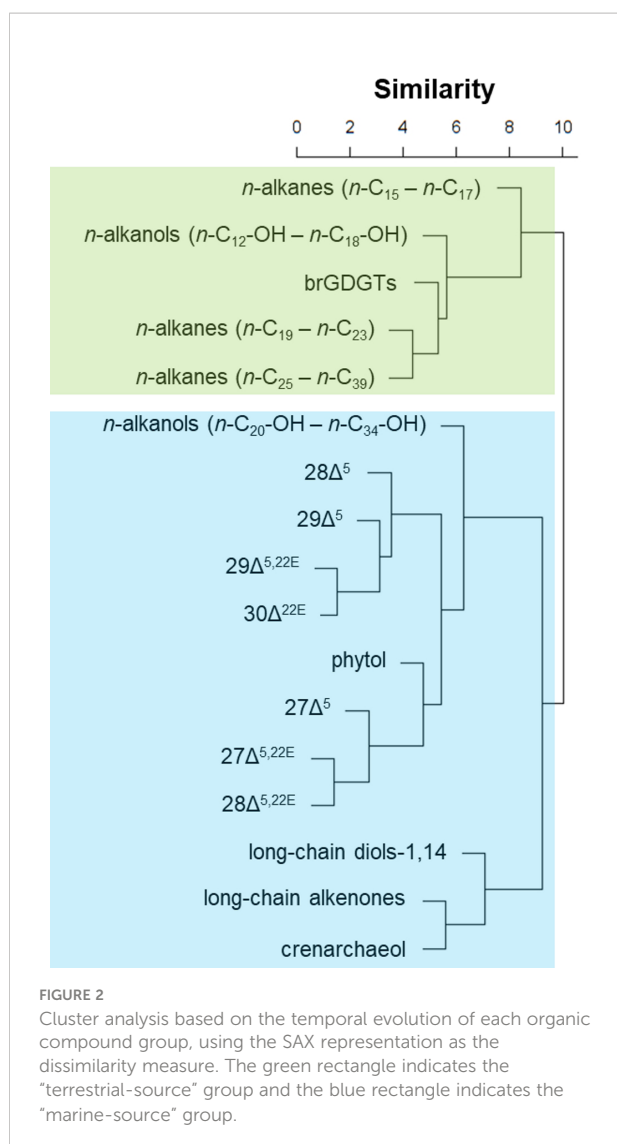 Similarity
0 2 4 6 8 10
n-alkanes (n-C₁₅ – n-C₁₇)
n-alkanols (n-C₁₂-OH – n-C₁₈-OH)
brGDGTs
n-alkanes (n-C₁₉ – n-C₂₃)
n-alkanes (n-C₂₅ – n-C₃₉)
n-alkanols (n-C₂₀-OH – n-C₃₄-OH)
28Δ⁵
29Δ⁵
29Δ⁵,²²ᴱ
30Δ²²ᴱ
phytol
27Δ⁵
27Δ⁵,²²ᴱ
28Δ⁵,²²ᴱ
long-chain diols-1,14
long-chain alkenones
crenarchaeol
FIGURE 2
Cluster analysis based on the temporal evolution of each organic
compound group, using the SAX representation as the
dissimilarity measure. The green rectangle indicates the
“terrestrial-source” group and the blue rectangle indicates the
“marine-source” group.